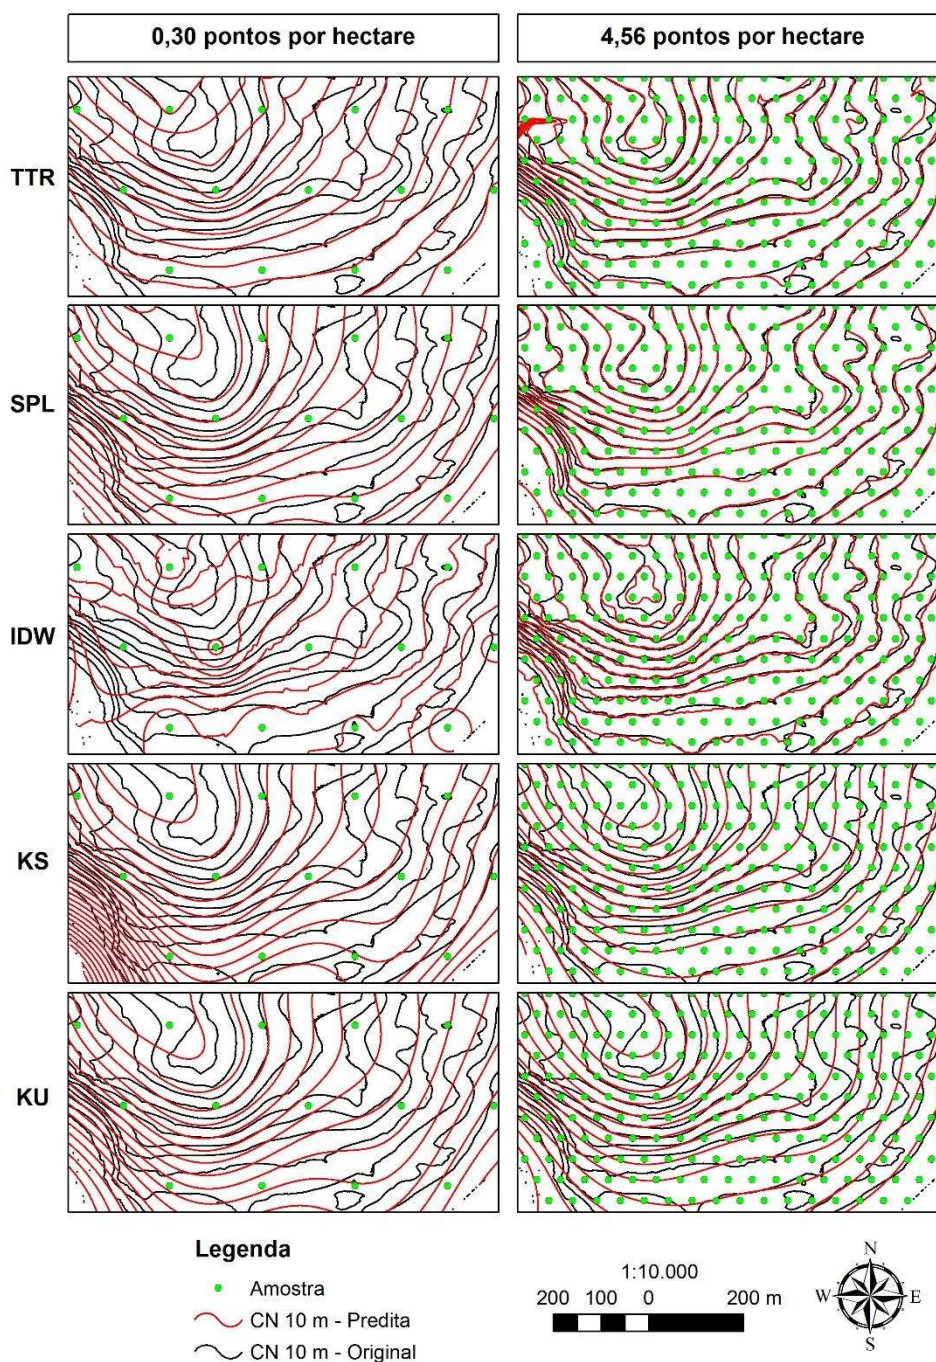 0,30 pontos por hectare
4,56 pontos por hectare
TTR
SPL
IDW
KS
KU
Legenda
Amostra
CN 10 m - Predita
CN 10 m - Original
1:10.000
200 100 0 200 m
N
W E
S